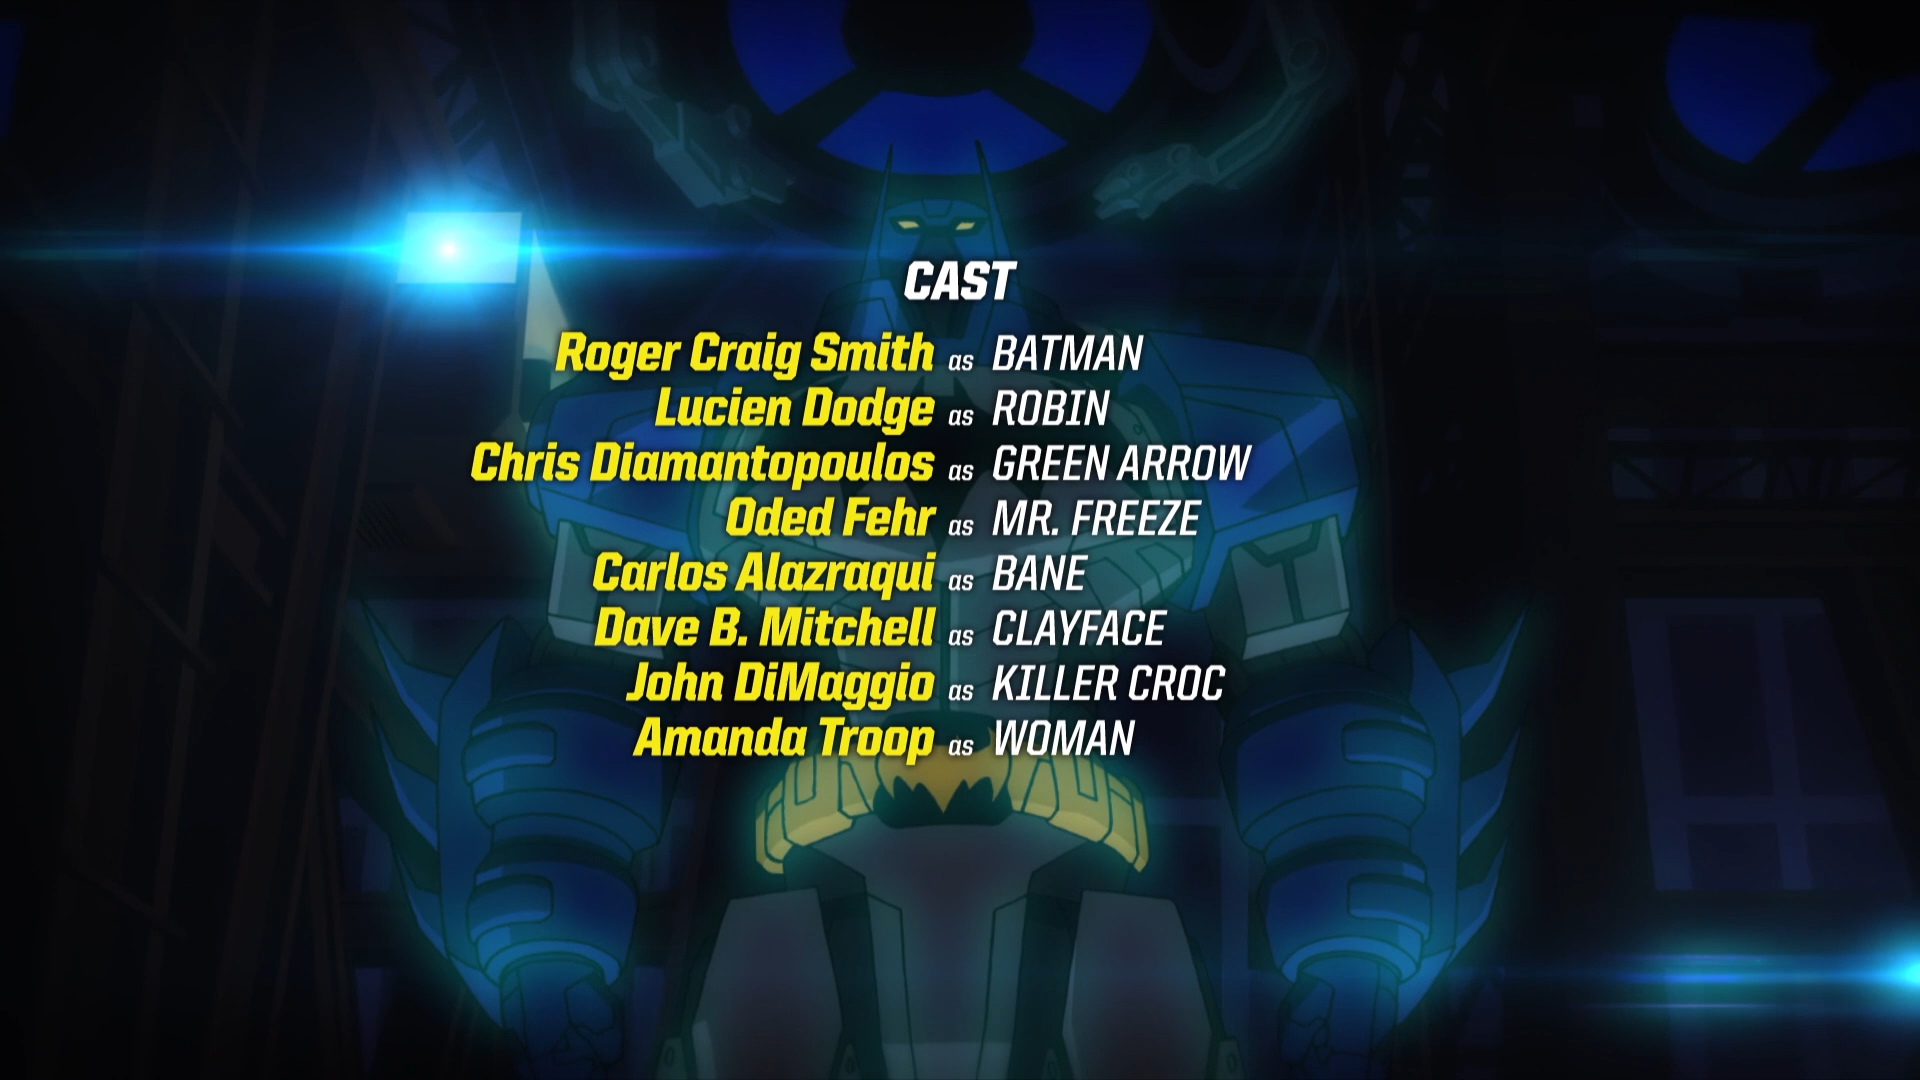 CAST
Roger Craig Smith as BATMAN
Lucien Dodge as ROBIN
Chris Diamantopoulos as GREEN ARROW
Oded Fehr as MR. FREEZE
Carlos Alazraqui as BANE
Dave B. Mitchell as CLAYFACE
John DiMaggio as KILLER CROC
Amanda Troop as WOMAN